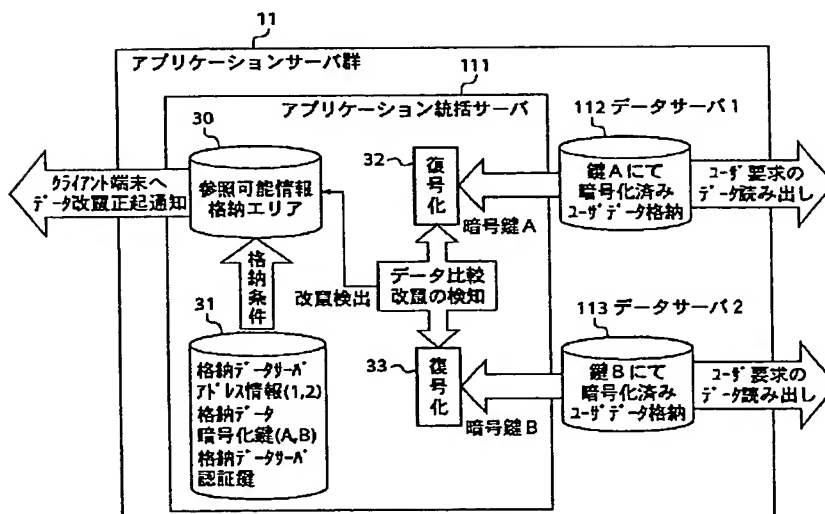 11
アプリケーションサーバ群
111
アプリケーション統括サーバ
30
参照可能情報
格納エリア
クライアント端末へ
データ改竄正起通知
格納条件
31
格納データサーバ
アドレス情報(1,2)
格納データ
暗号化鍵(A,B)
格納データサーバ
認証鍵
改竄検出
32
復号化
暗号鍵A
データ比較
改竄の検知
33
復号化
暗号鍵B
112 データサーバ1
鍵Aにて
暗号化済み
ユーザデータ格納
ユーザ要求の
データ読み出し
113 データサーバ2
鍵Bにて
暗号化済み
ユーザデータ格納
ユーザ要求の
データ読み出し